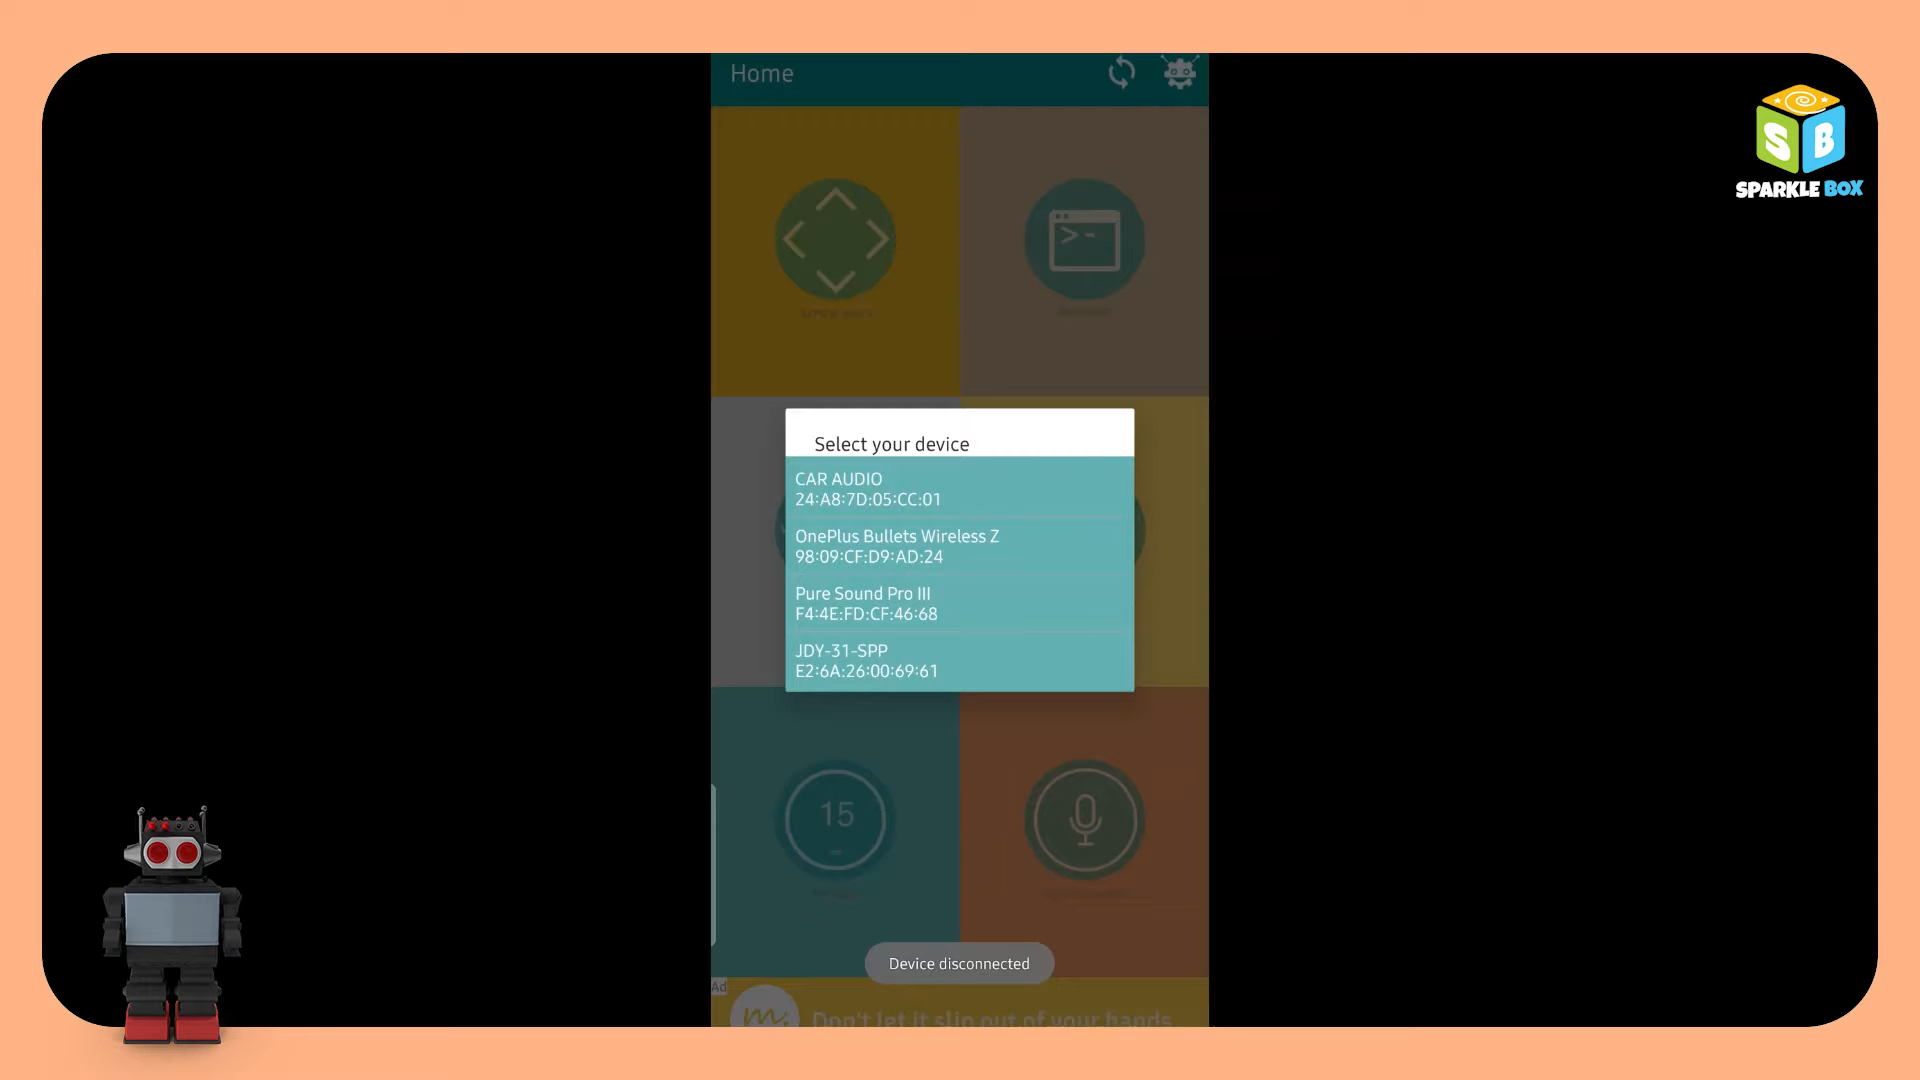 Home
S B
SPARKLE BOX
>-
Select your device
CAR AUDIO
24:A8:7D:05:CC:01
OnePlus Bullets Wireless Z
98:09:CF:D9:AD:24
Pure Sound Pro III
F4:4E:FD:CF:46:68
JDY-31-SPP
E2:6A:26:00:69:61
15
Device disconnected
Ad
m.
Don't let it slip out of your hands